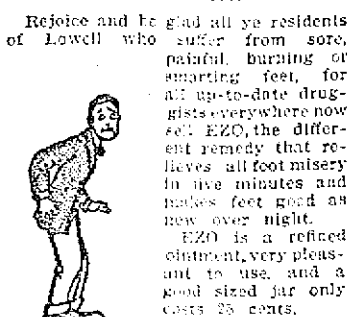 Rejoice and be glad all ye residents
of Lowell who suffer from sore,
painful, burning or
smarting feet, for
all up-to-date drug-
gists everywhere now
sell EZO, the differ-
ent remedy that re-
lieves all foot misery
in five minutes and
makes feet good as
new over night.
EZO is a refined
ointment, very pleas-
ant to use, and a
good sized jar only
costs 25 cents.